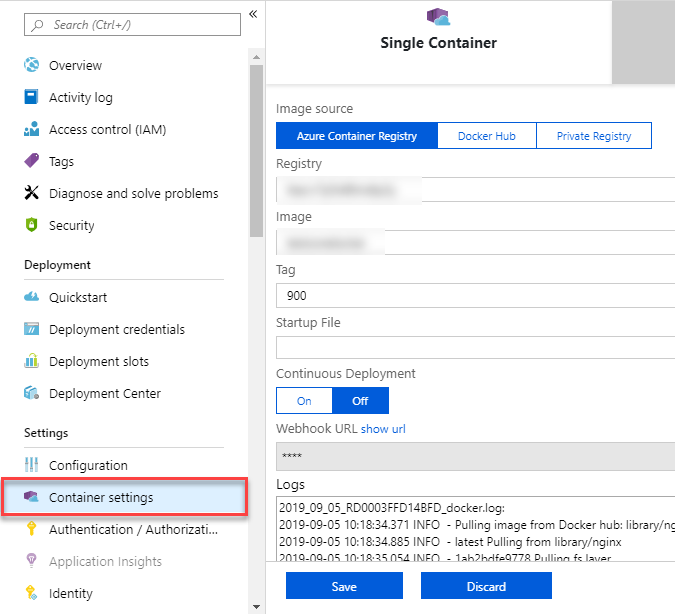 Search (Ctrl+/)
«
Overview
Activity log
Access control (IAM)
Tags
Diagnose and solve problems
Security
Deployment
Quickstart
Deployment credentials
Deployment slots
Deployment Center
Settings
Configuration
Container settings
Authentication / Authorizati...
Application Insights
Identity
Single Container
Image source
Azure Container Registry
Docker Hub
Private Registry
Registry
Image
Tag
900
Startup File
Continuous Deployment
On
Off
Webhook URL show url
****
Logs
2019_09_05_RD0003FFD14BFD_docker.log:
2019-09-05 10:18:34.371 INFO - Pulling image from Docker hub: library/ng
2019-09-05 10:18:34.885 INFO - latest Pulling from library/nginx
2019-09-05 10:18:35.054 INFO - 1ab2bdfe9778 Pulling fs layer
Save
Discard